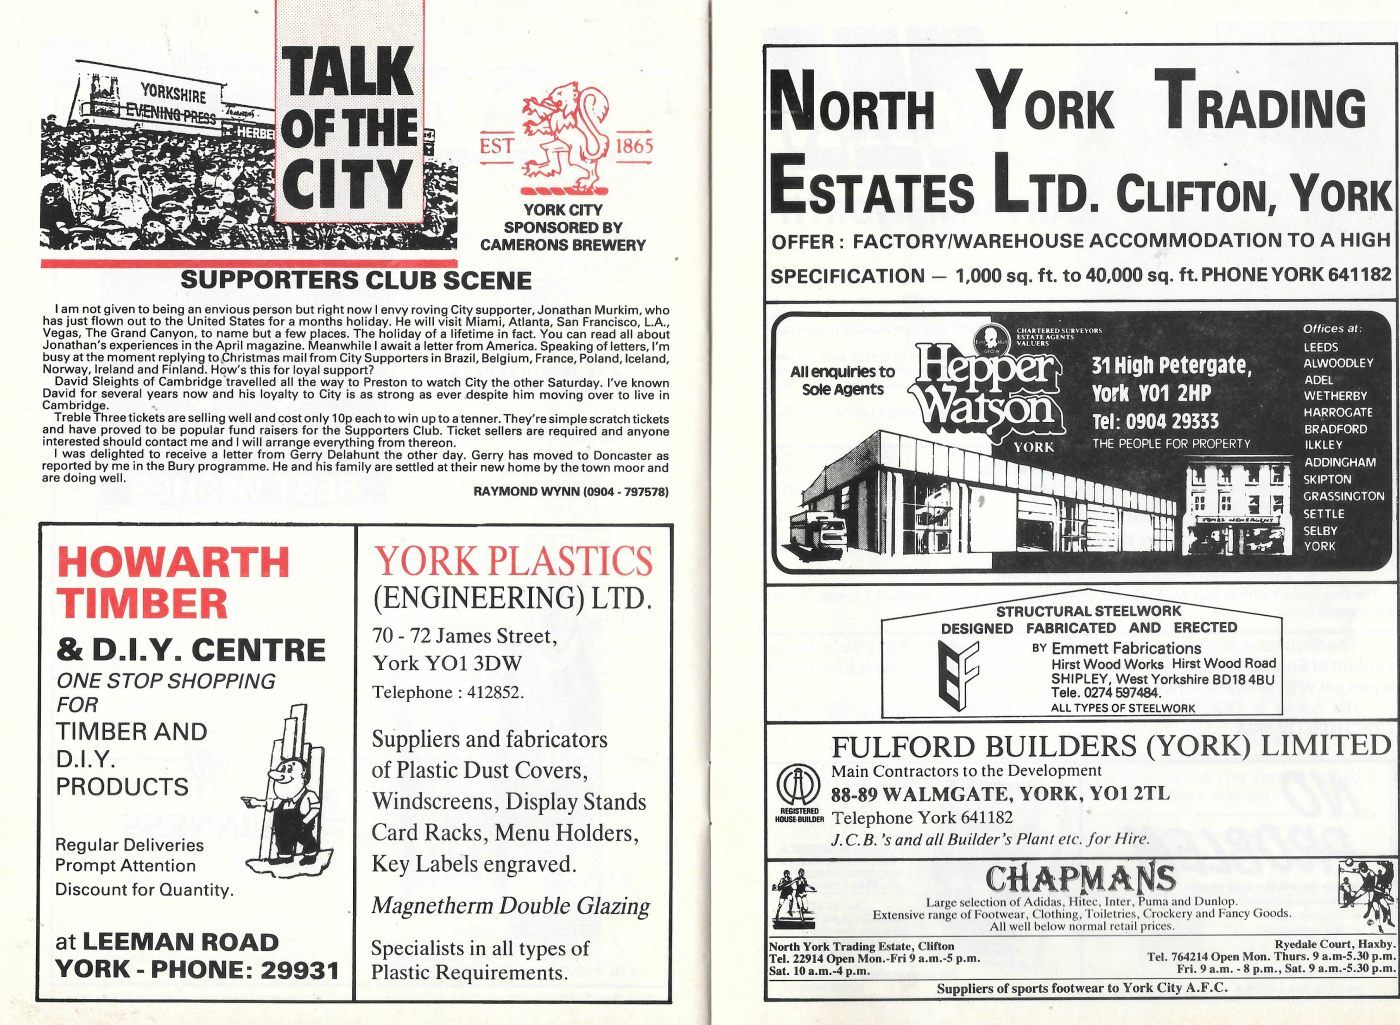 TALK
OF THE
CITY
YORKSHIRE
EVENING PRESS
HERBE
EST 1865
YORK CITY
SPONSORED BY
CAMERONS BREWERY
SUPPORTERS CLUB SCENE
I am not given to being an envious person but right now I envy roving City supporter, Jonathan Murkim, who
has just flown out to the United States for a months holiday. He will visit Miami, Atlanta, San Francisco, L.A.,
Vegas, The Grand Canyon, to name but a few places. The holiday of a lifetime in fact. You can read all about
Jonathan's experiences in the April magazine. Meanwhile I await a letter from America. Speaking of letters, I'm
busy at the moment replying to Christmas mail from City Supporters in Brazil, Belgium, France, Poland, Iceland,
Norway, Ireland and Finland. How's this for loyal support?
David Sleights of Cambridge travelled all the way to Preston to watch City the other Saturday. I've known
David for several years now and his loyalty to City is as strong as ever despite him moving over to live in
Cambridge.
Treble Three tickets are selling well and cost only 10p each to win up to a tenner. They're simple scratch tickets
and have proved to be popular fund raisers for the Supporters Club. Ticket sellers are required and anyone
interested should contact me and I will arrange everything from thereon.
I was delighted to receive a letter from Gerry Delahunt the other day. Gerry has moved to Doncaster as
reported by me in the Bury programme. He and his family are settled at their new home by the town moor and
are doing well.
RAYMOND WYNN (0904 - 797578)
HOWARTH
TIMBER
& D.I.Y. CENTRE
ONE STOP SHOPPING
FOR
TIMBER AND
D.I.Y.
PRODUCTS
Regular Deliveries
Prompt Attention
Discount for Quantity.
at LEEMAN ROAD
YORK - PHONE: 29931
YORK PLASTICS
(ENGINEERING) LTD.
70 - 72 James Street,
York YO1 3DW
Telephone : 412852.
Suppliers and fabricators
of Plastic Dust Covers,
Windscreens, Display Stands
Card Racks, Menu Holders,
Key Labels engraved.
Magnetherm Double Glazing
Specialists in all types of
Plastic Requirements.
NORTH YORK TRADING
ESTATES LTD. CLIFTON, YORK
OFFER : FACTORY/WAREHOUSE ACCOMMODATION TO A HIGH
SPECIFICATION — 1,000 sq. ft. to 40,000 sq. ft. PHONE YORK 641182
All enquiries to
Sole Agents
CHARTERED SURVEYORS
ESTATE AGENTS
VALUERS
Hepper
Watson
YORK
31 High Petergate,
York YO1 2HP
Tel: 0904 29333
THE PEOPLE FOR PROPERTY
Offices at:
LEEDS
ALWOODLEY
ADEL
WETHERBY
HARROGATE
BRADFORD
ILKLEY
ADDINGHAM
SKIPTON
GRASSINGTON
SETTLE
SELBY
YORK
STRUCTURAL STEELWORK
DESIGNED FABRICATED AND ERECTED
BY Emmett Fabrications
Hirst Wood Works Hirst Wood Road
SHIPLEY, West Yorkshire BD18 4BU
Tele. 0274 597484.
ALL TYPES OF STEELWORK
FULFORD BUILDERS (YORK) LIMITED
Main Contractors to the Development
88-89 WALMGATE, YORK, YO1 2TL
Telephone York 641182
J.C.B.'s and all Builder's Plant etc. for Hire.
REGISTERED
HOUSE-BUILDER
CHAPMANS
Large selection of Adidas, Hitec, Inter, Puma and Dunlop.
Extensive range of Footwear, Clothing, Toiletries, Crockery and Fancy Goods.
All well below normal retail prices.
North York Trading Estate, Clifton
Tel. 22914 Open Mon.-Fri 9 a.m.-5 p.m.
Sat. 10 a.m.-4 p.m.
Ryedale Court, Haxby.
Tel. 764214 Open Mon. Thurs. 9 a.m-5.30 p.m.
Fri. 9 a.m. - 8 p.m., Sat. 9 a.m.-5.30 p.m.
Suppliers of sports footwear to York City A.F.C.